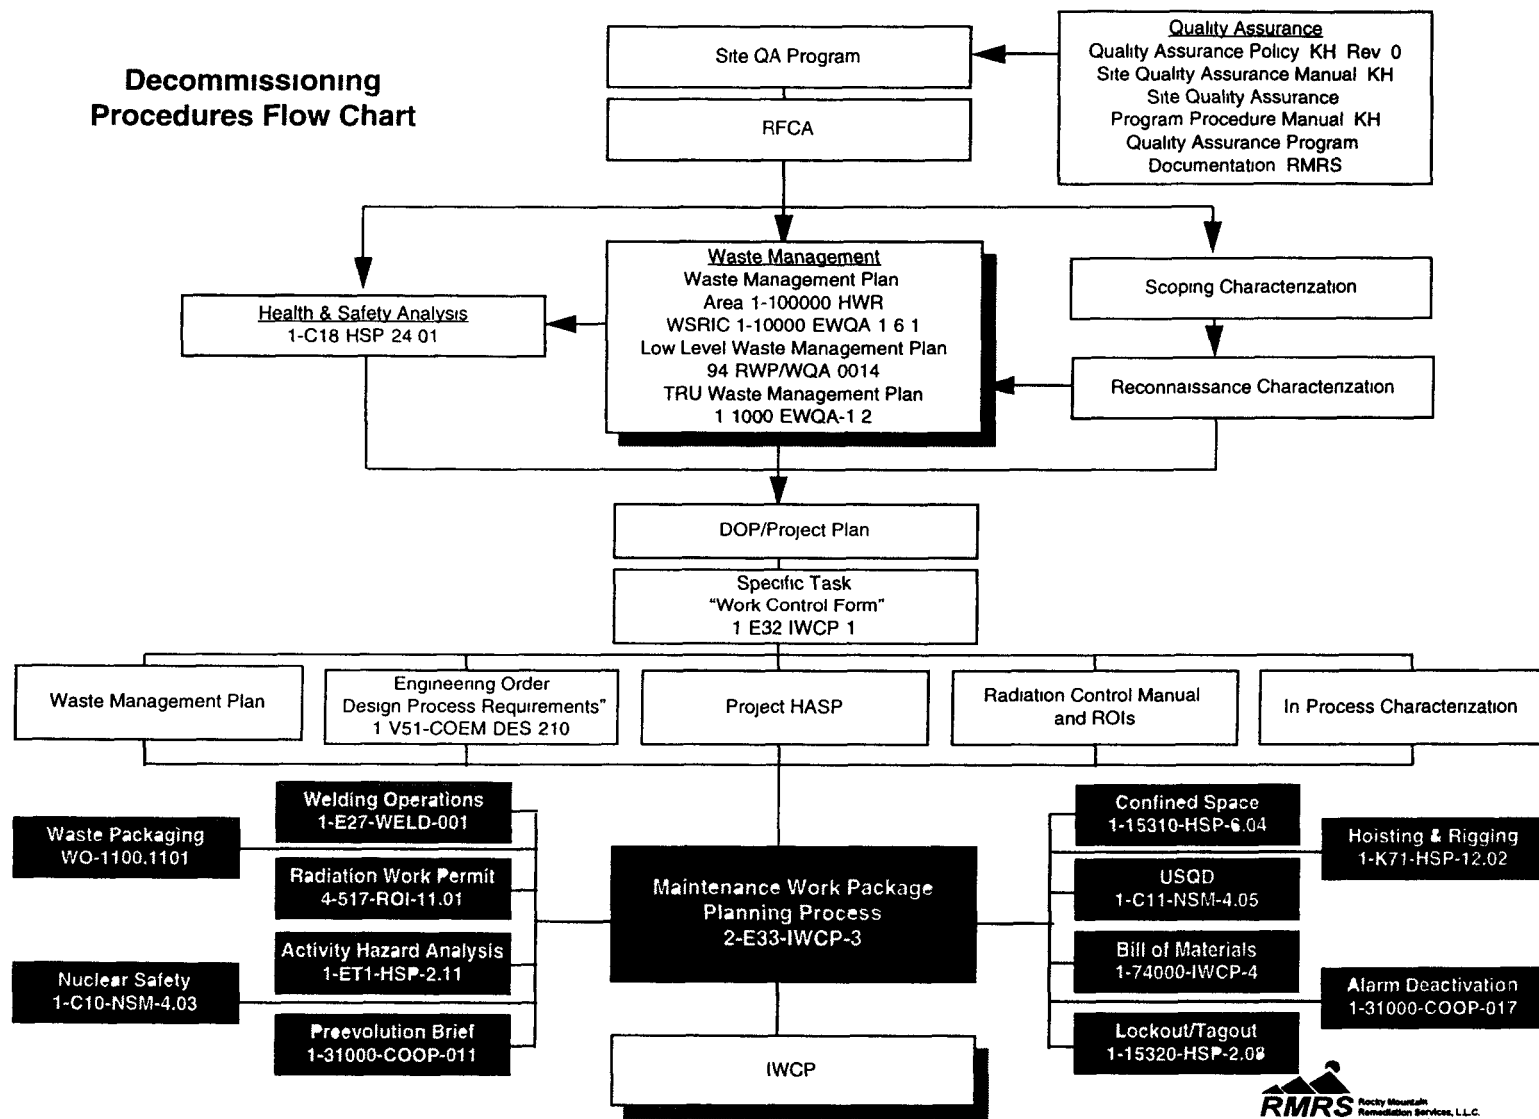 Decommissioning
Procedures Flow Chart
Site QA Program
RFCA
Quality Assurance
Quality Assurance Policy KH Rev 0
Site Quality Assurance Manual KH
Site Quality Assurance
Program Procedure Manual KH
Quality Assurance Program
Documentation RMRS
Health & Safety Analysis
1-C18 HSP 24 01
Waste Management
Waste Management Plan
Area 1-100000 HWR
WSRIC 1-10000 EWQA 1 6 1
Low Level Waste Management Plan
94 RWP/WQA 0014
TRU Waste Management Plan
1 1000 EWQA-1 2
Scoping Characterization
Reconnaissance Characterization
DOP/Project Plan
Specific Task
"Work Control Form"
1 E32 IWCP 1
Waste Management Plan
Engineering Order
Design Process Requirements"
1 V51-COEM DES 210
Project HASP
Radiation Control Manual
and ROIs
In Process Characterization
Waste Packaging
WO-1100.1101
Nuclear Safety
1-C10-NSM-4.03
Welding Operations
1-E27-WELD-001
Radiation Work Permit
4-517-ROI-11.01
Activity Hazard Analysis
1-ET1-HSP-2.11
Preevolution Brief
1-31000-COOP-011
Maintenance Work Package
Planning Process
2-E33-IWCP-3
IWCP
Confined Space
1-15310-HSP-6.04
USQD
1-C11-NSM-4.05
Bill of Materials
1-74000-IWCP-4
Lockout/Tagout
1-15320-HSP-2.08
Hoisting & Rigging
1-K71-HSP-12.02
Alarm Deactivation
1-31000-COOP-017
RMRS
Rocky Mountain
Remediation Services, L.L.C.